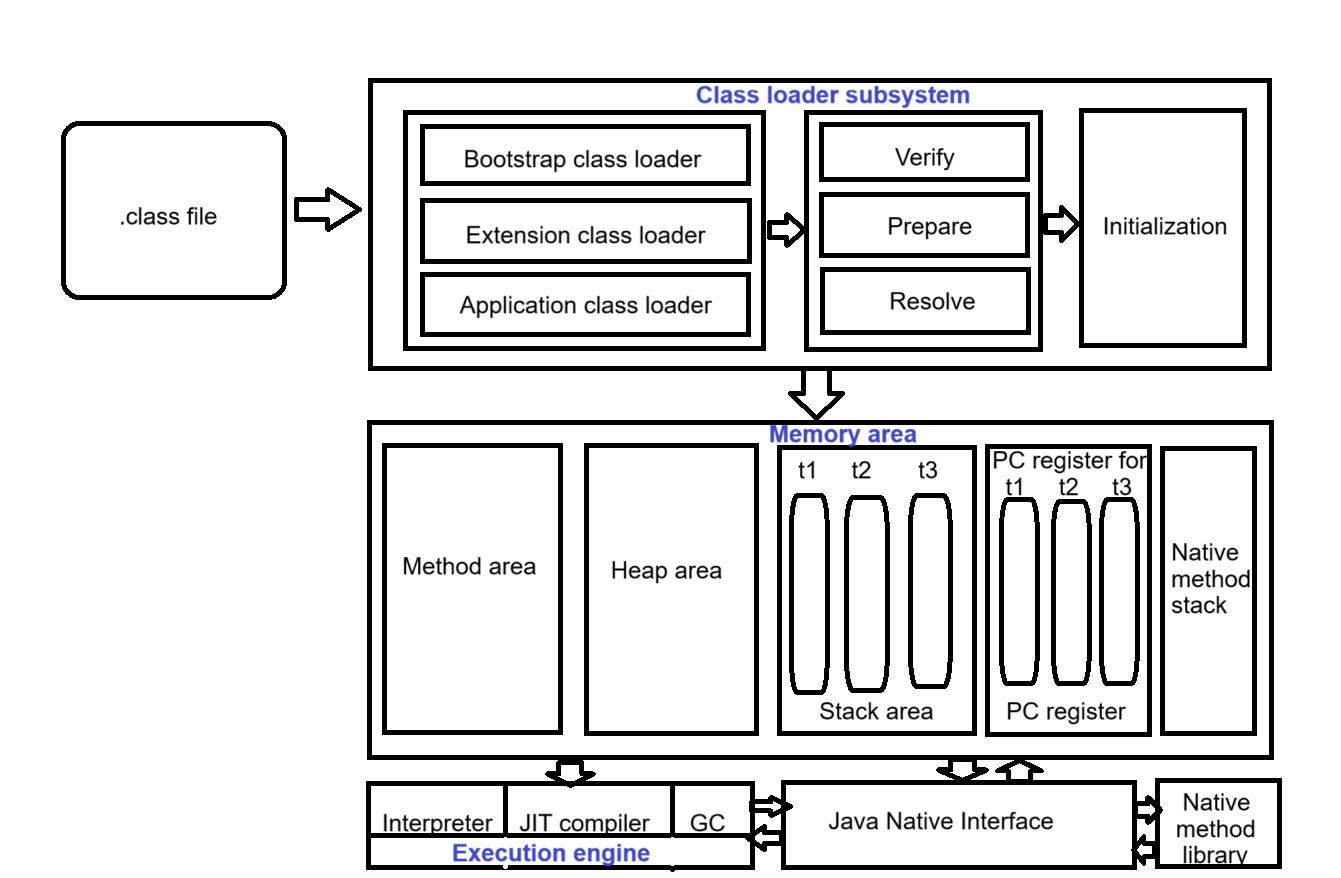 Class loader subsystem
.class file
Bootstrap class loader
Extension class loader
Application class loader
Verify
Prepare
Resolve
Initialization
Memory area
Method area
Heap area
t1 t2 t3
Stack area
PC register for
t1 t2 t3
PC register
Native
method
stack
Interpreter
JIT compiler
GC
Execution engine
Java Native Interface
Native
method
library